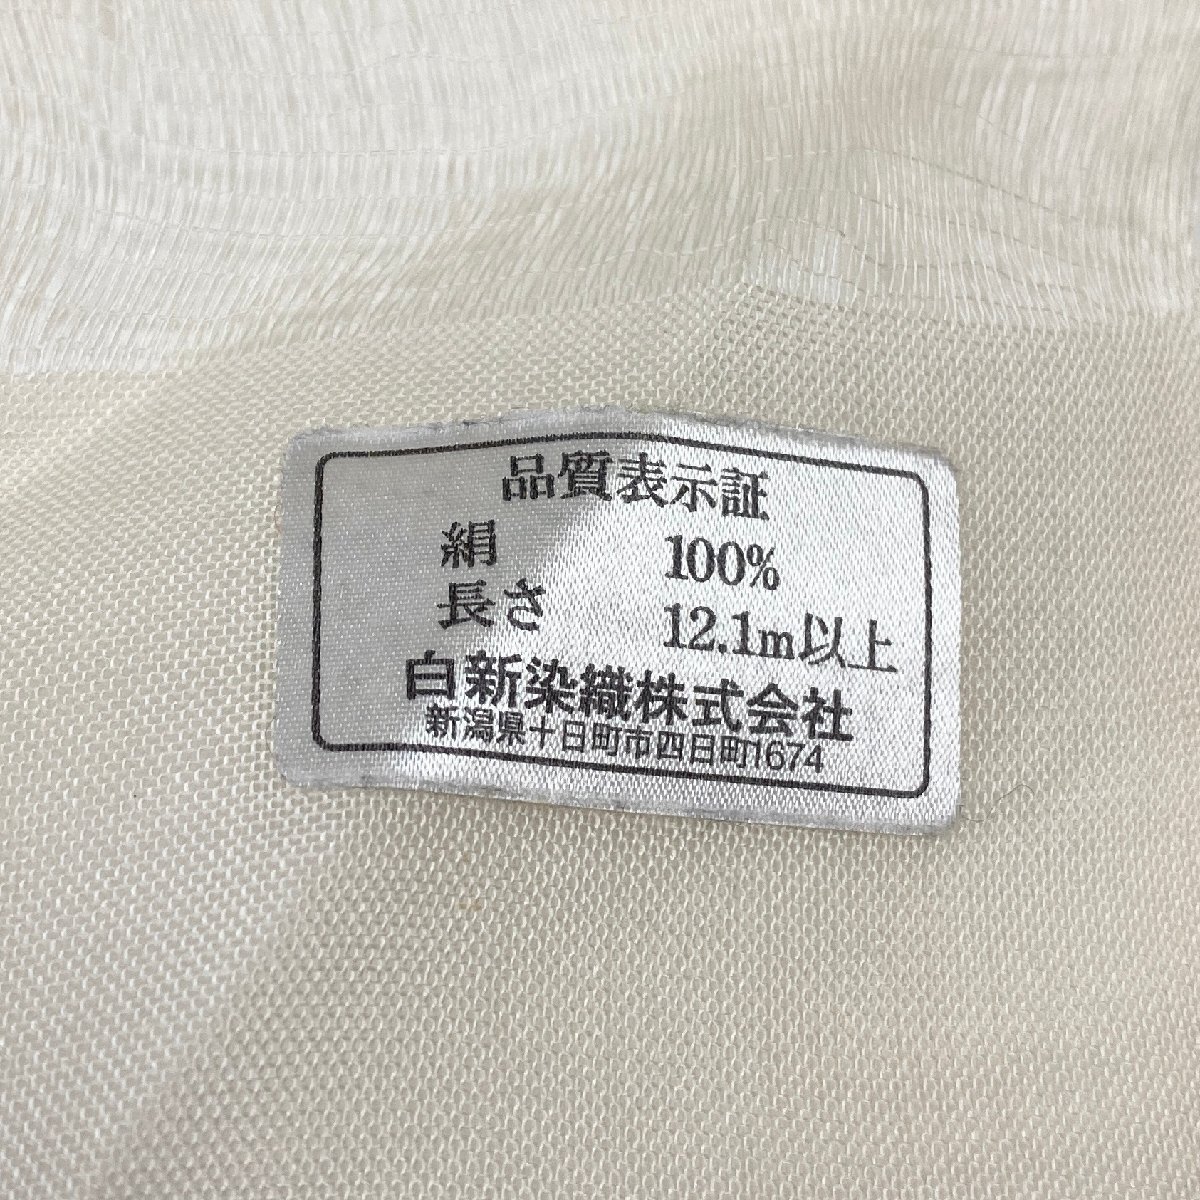 品質表示証
絹 100%
長さ 12.1m以上
白新染織株式会社
新潟県十日町市四日町1674